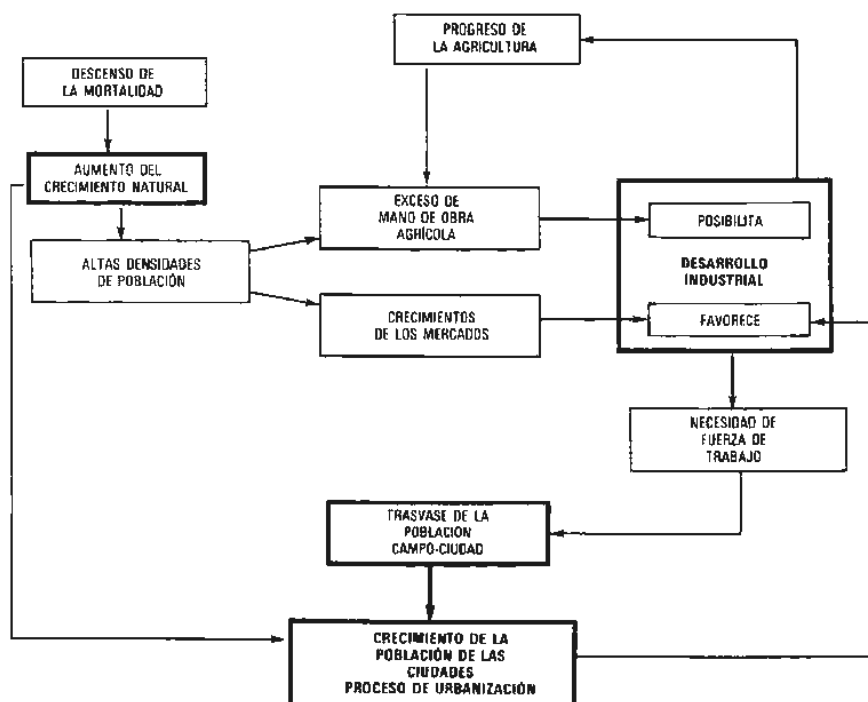 PROGRESO DE
LA AGRICULTURA
DESCENSO DE
LA MORTALIDAD
AUMENTO DEL
CRECIMIENTO NATURAL
EXCESO DE
MANO DE OBRA
AGRÍCOLA
POSIBILITA
ALTAS DENSIDADES
DE POBLACIÓN
DESARROLLO
INDUSTRIAL
CRECIMIENTOS
DE LOS MERCADOS
FAVORECE
NECESIDAD DE
FUERZA DE
TRABAJO
TRASVASE DE LA
POBLACIÓN
CAMPO-CIUDAD
CRECIMIENTO DE LA
POBLACIÓN DE LAS
CIUDADES
PROCESO DE URBANIZACIÓN